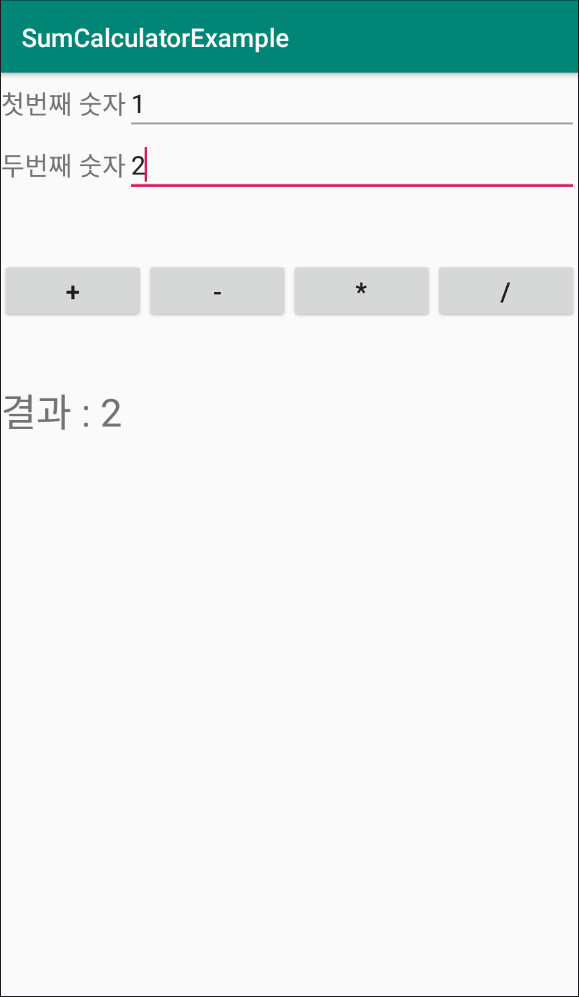 SumCalculatorExample
첫번째 숫자 1
두번째 숫자 2
+ - * /
결과 : 2